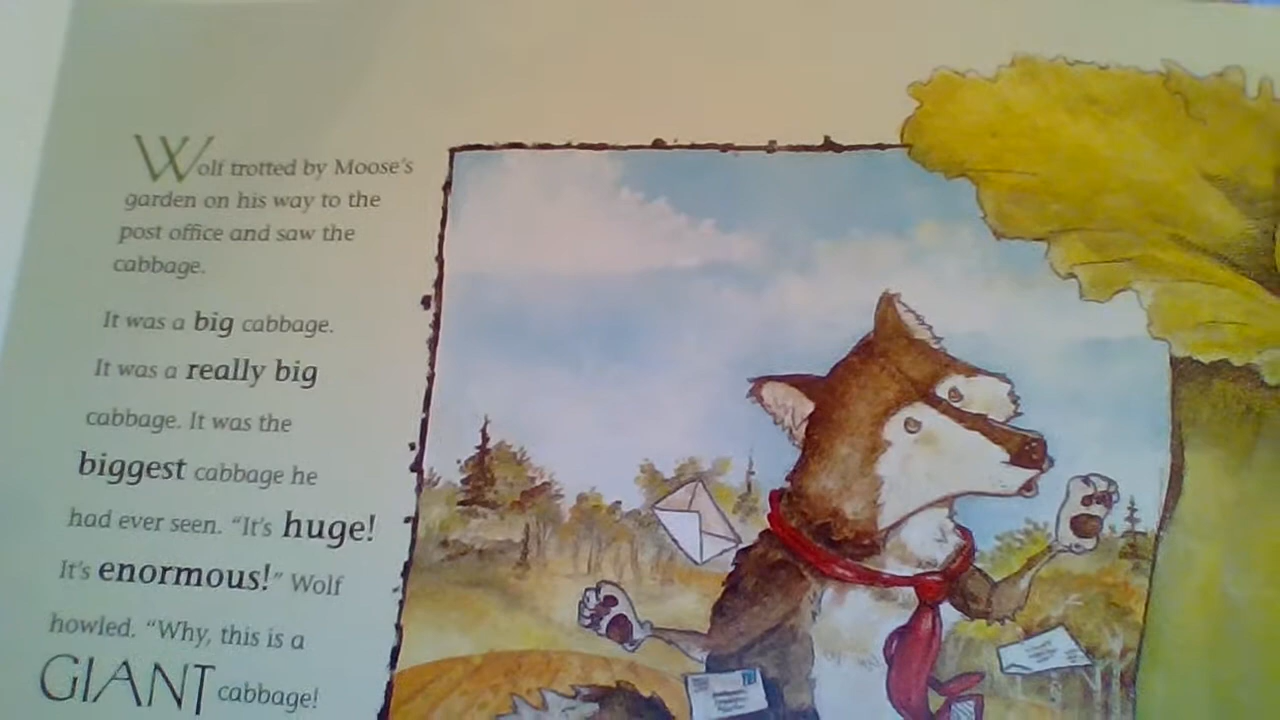 Wolf trotted by Moose's
garden on his way to the
post office and saw the
cabbage.
It was a big cabbage.
It was a really big
cabbage. It was the
biggest cabbage he
had ever seen. “It's huge!
It's enormous!” Wolf
howled. “Why, this is a
GIANT cabbage!